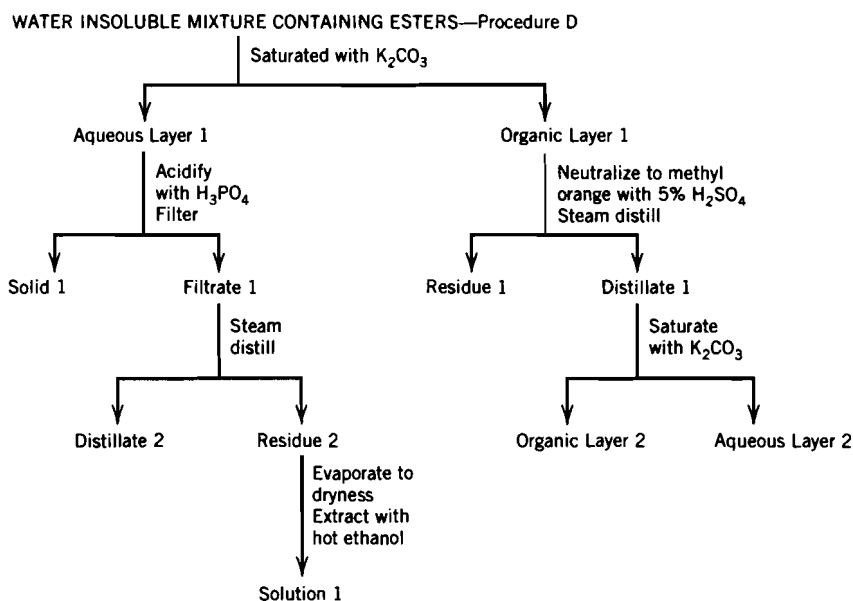 WATER INSOLUBLE MIXTURE CONTAINING ESTERS—Procedure D
Saturated with K₂CO₃
Aqueous Layer 1
Organic Layer 1
Acidify
with H₃PO₄
Filter
Neutralize to methyl
orange with 5% H₂SO₄
Steam distill
Solid 1
Filtrate 1
Residue 1
Distillate 1
Steam
distill
Saturate
with K₂CO₃
Distillate 2
Residue 2
Organic Layer 2
Aqueous Layer 2
Evaporate to
dryness
Extract with
hot ethanol
Solution 1